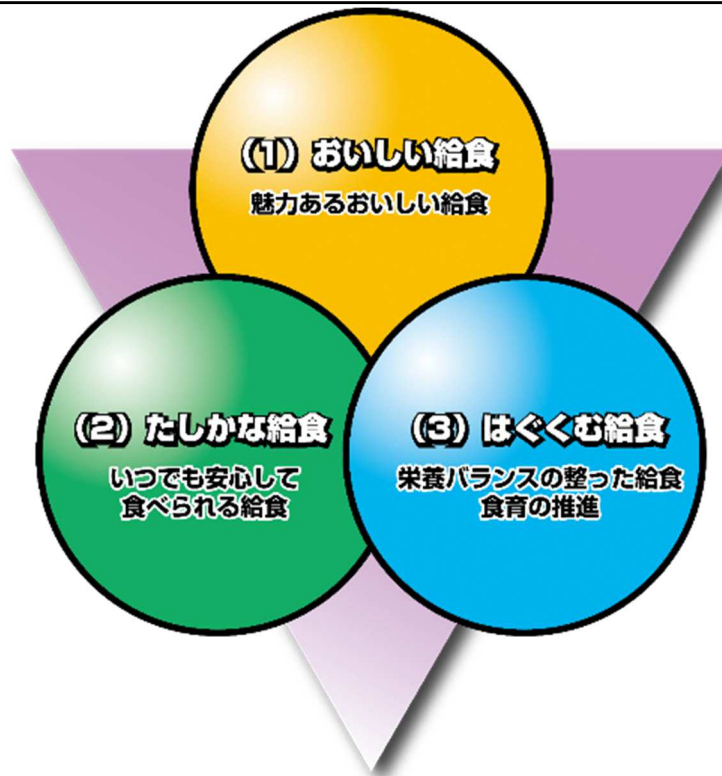 (1) おいしい給食
魅力あるおいしい給食
(2) たしかな給食
いつでも安心して
食べられる給食
(3) はぐくむ給食
栄養バランスの整った給食
食育の推進